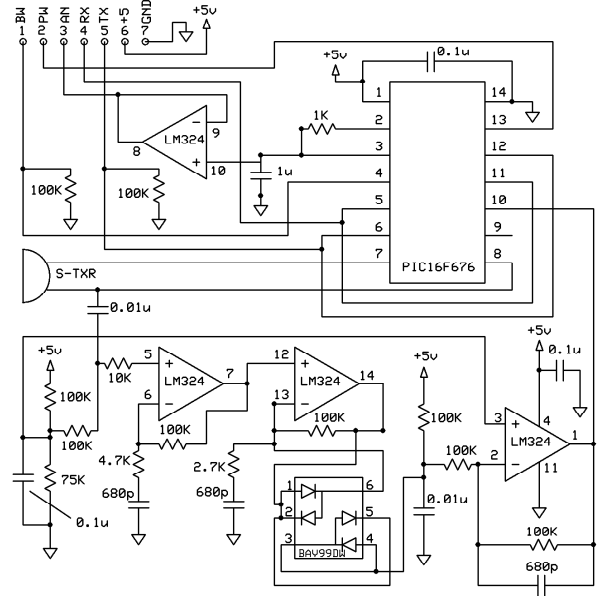 BW PW AN RX TX +5 GND
1 2 3 4 5 6 7
+5v
+5v
0.1u
1 14
1K
2 13
LM324
- 9
8
+ 10
3 12
1u
100K
100K
4 11
5 10
6 9
7 8
PIC16F676
S-TXR
0.01u
+5v
+5v
+5v
0.1u
10K
5 +
LM324
7
6 -
12 +
LM324
14
13 -
100K
100K
100K
100K
100K
100K
3 +
4
LM324
1
2 -
11
4.7K
2.7K
75K
680p
680p
0.1u
0.01u
1 6
2 5
3 4
BAV99DW
100K
680p